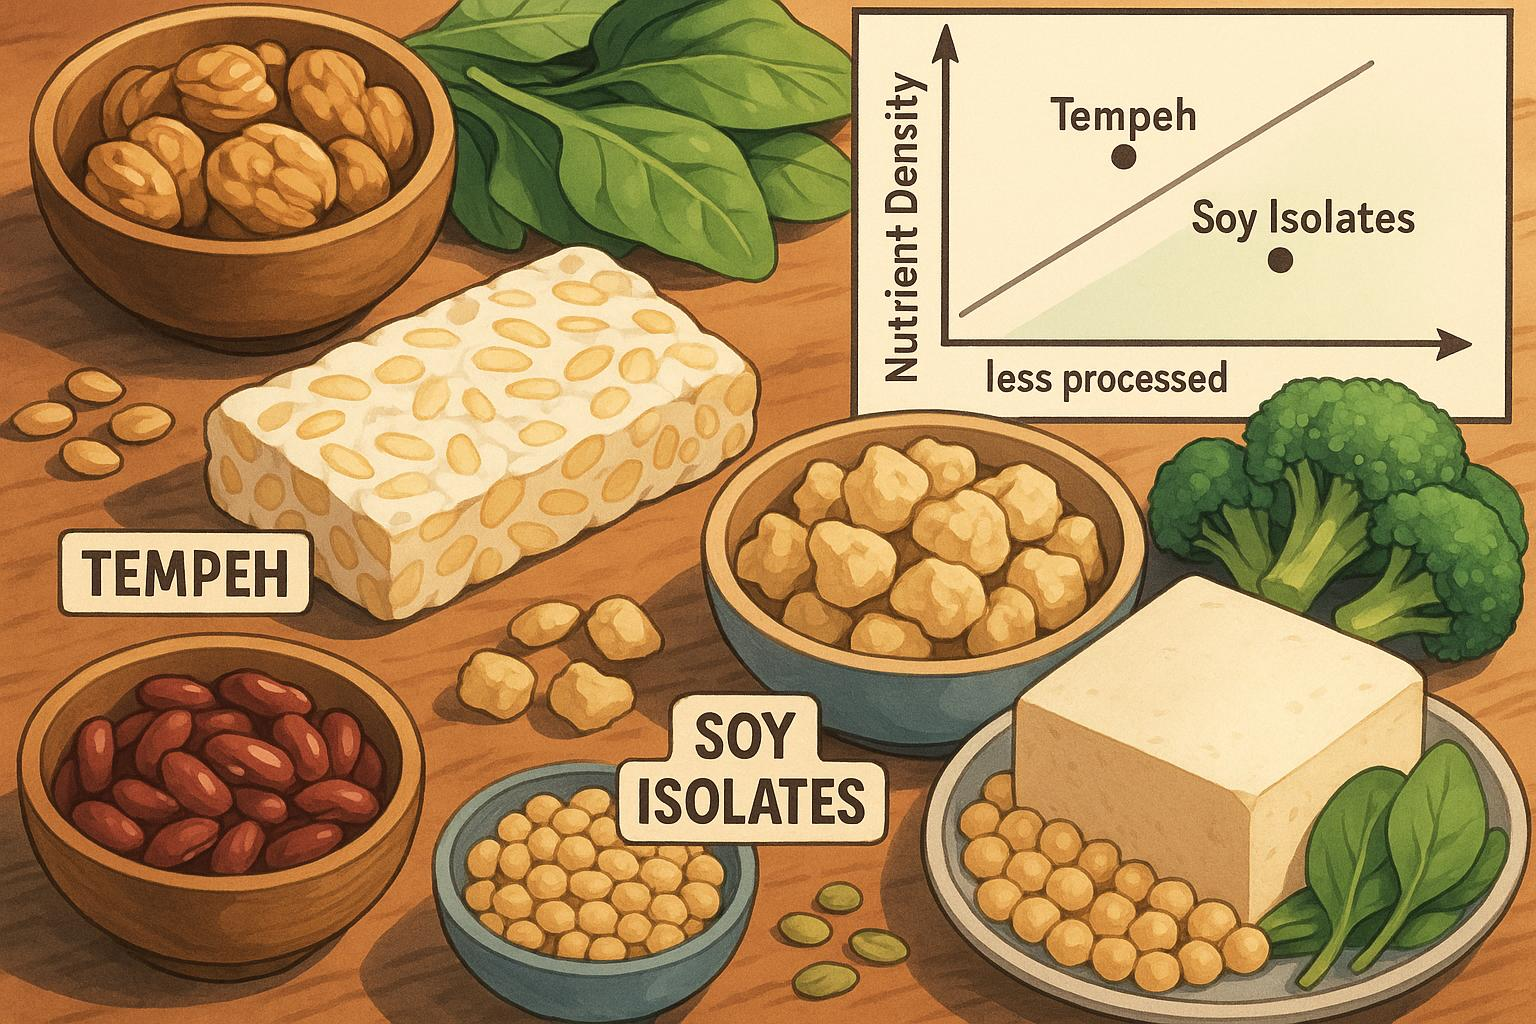 Nutrient Density
Tempeh
Soy Isolates
less processed
TEMPEH
SOY
ISOLATES